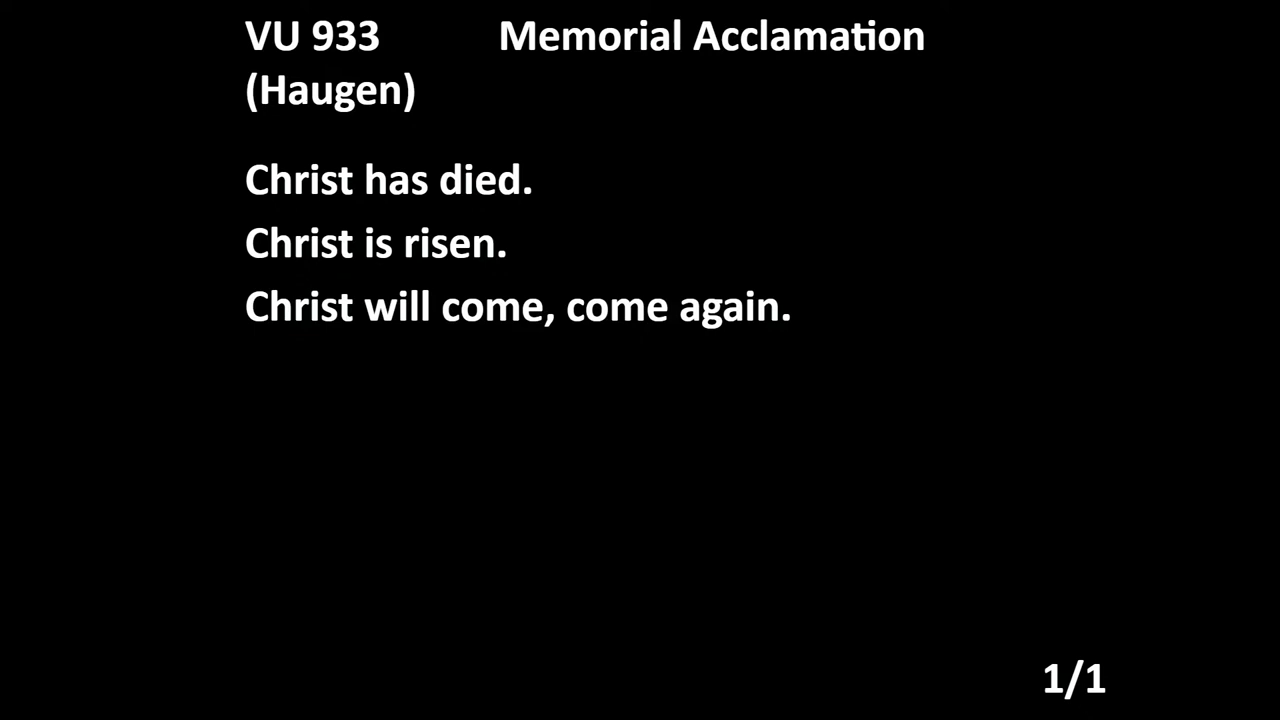 VU 933 Memorial Acclamation
(Haugen)
Christ has died.
Christ is risen.
Christ will come, come again.
1/1